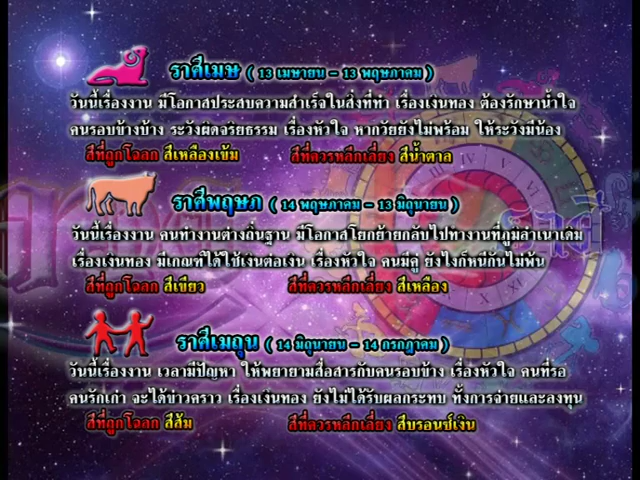 ราศีเมษ ( 13 เมษายน - 13 พฤษภาคม )
วันนี้เรื่องงาน มีโอกาสประสบความสำเร็จในสิ่งที่ทำ เรื่องเงินทอง ต้องรักษาน้ำใจ
คนรอบข้างบ้าง ระวังผิดจริยธรรม เรื่องหัวใจ หากวัยยังไม่พร้อม ให้ระวังมีน้อง
สีที่ถูกโฉลก สีเหลืองเข้ม สีที่ควรหลีกเลี่ยง สีน้ำตาล
ราศีพฤษภ ( 14 พฤษภาคม - 13 มิถุนายน )
วันนี้เรื่องงาน คนทำงานต่างถิ่นฐาน มีโอกาสโยกย้ายกลับไปทำงานที่ภูมิลำเนาเดิม
เรื่องเงินทอง มีเกณฑ์ได้ใช้เงินต่อเงิน เรื่องหัวใจ คนมีคู่ ยังไงก็หนีกันไม่พ้น
สีที่ถูกโฉลก สีเขียว สีที่ควรหลีกเลี่ยง สีเหลือง
ราศีเมถุน ( 14 มิถุนายน - 14 กรกฎาคม )
วันนี้เรื่องงาน เวลามีปัญหา ให้พยายามสื่อสารกับคนรอบข้าง เรื่องหัวใจ คนที่รอ
คนรักเก่า จะได้ข่าวคราว เรื่องเงินทอง ยังไม่ได้รับผลกระทบ ทั้งการจ่ายและลงทุน
สีที่ถูกโฉลก สีส้ม สีที่ควรหลีกเลี่ยง สีบรอนซ์เงิน